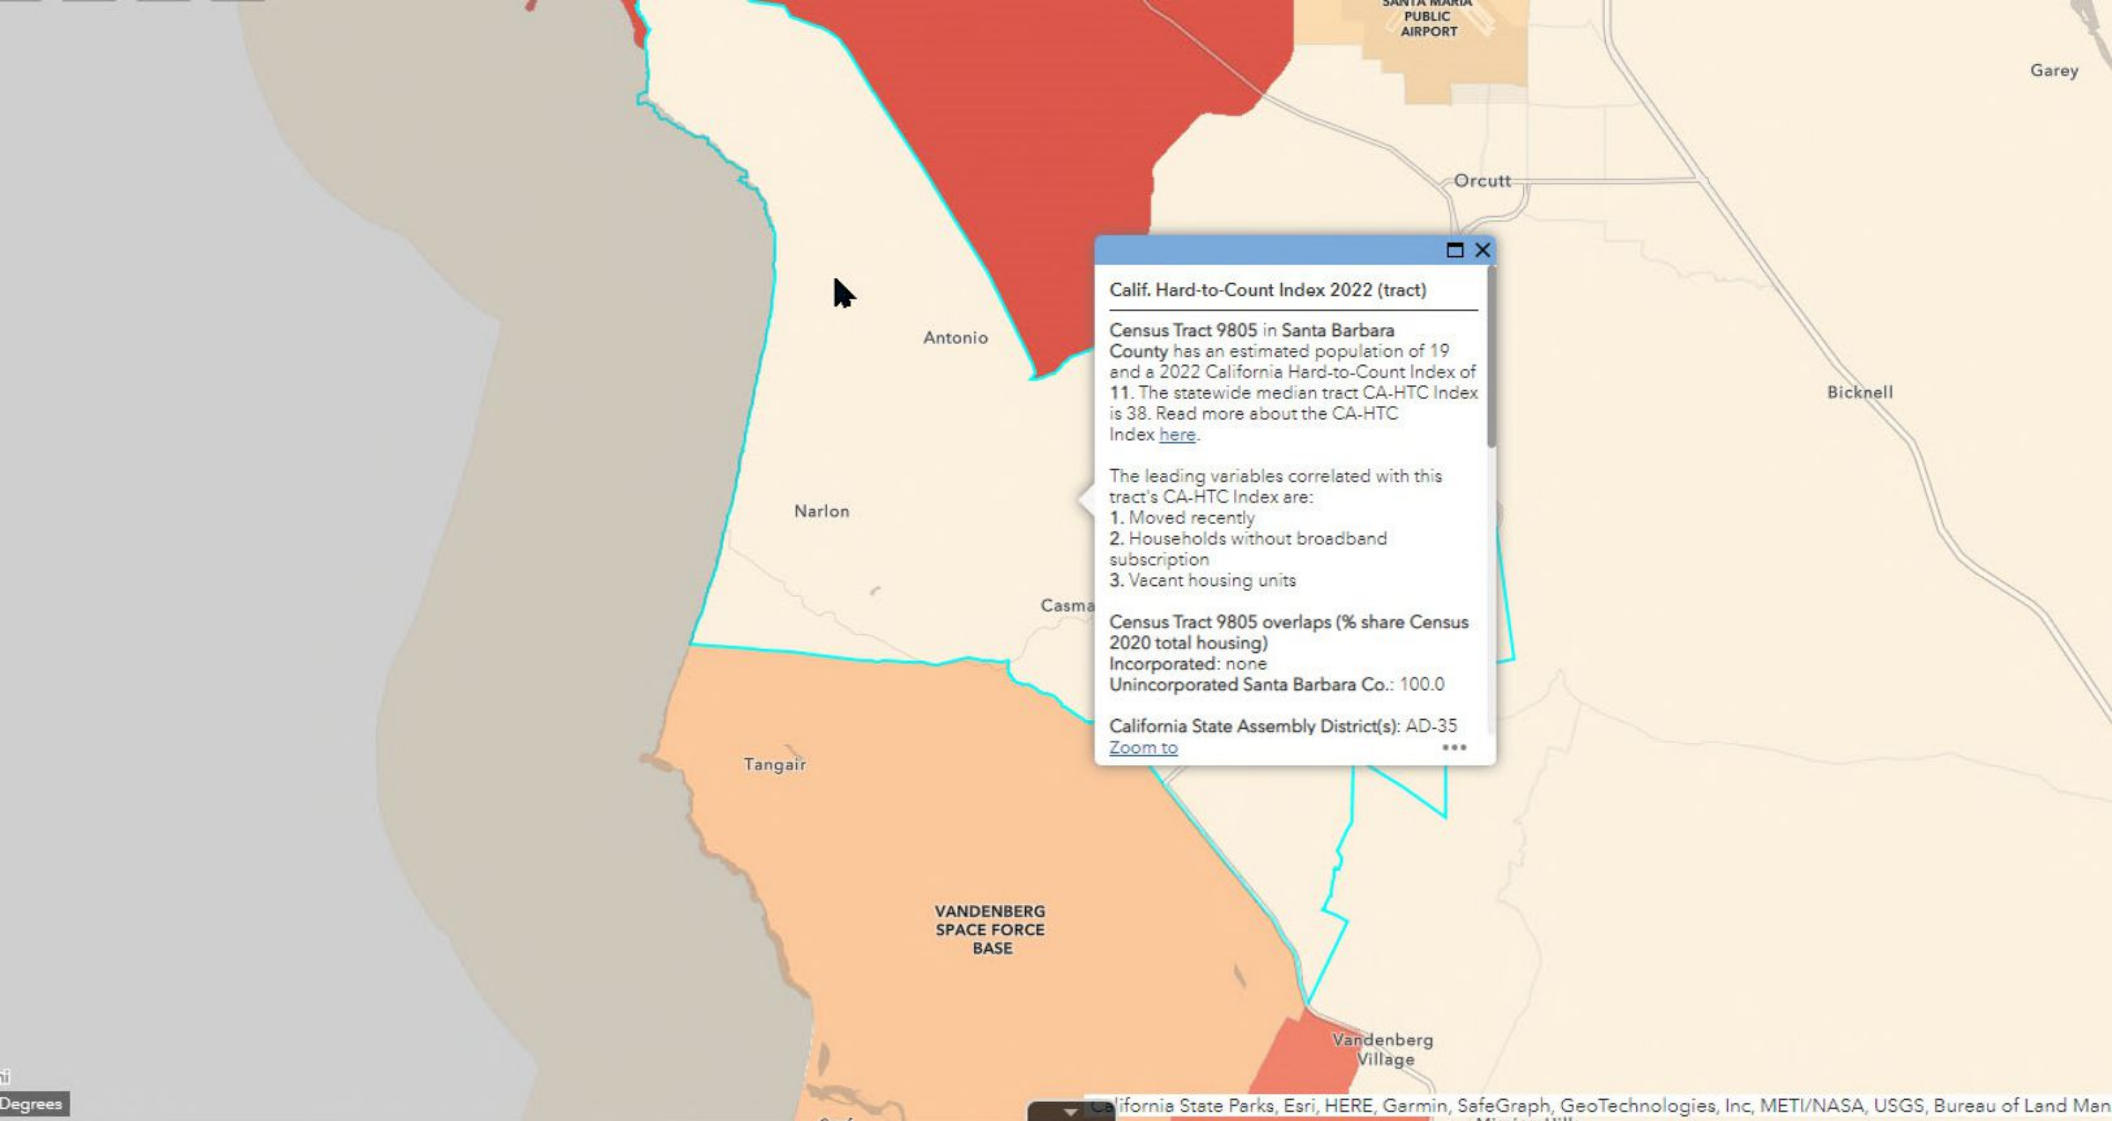 SANTA MARIA
PUBLIC
AIRPORT
Garey
Orcutt
Calif. Hard-to-Count Index 2022 (tract)
Census Tract 9805 in Santa Barbara
County has an estimated population of 19
and a 2022 California Hard-to-Count Index of
11. The statewide median tract CA-HTC Index
is 38. Read more about the CA-HTC
Index here.
The leading variables correlated with this
tract's CA-HTC Index are:
1. Moved recently
2. Households without broadband
subscription
3. Vacant housing units
Census Tract 9805 overlaps (% share Census
2020 total housing)
Incorporated: none
Unincorporated Santa Barbara Co.: 100.0
California State Assembly District(s): AD-35
Zoom to
Antonio
Bicknell
Narlon
Casma
Tangair
VANDENBERG
SPACE FORCE
BASE
Vandenberg
Village
Degrees
California State Parks, Esri, HERE, Garmin, SafeGraph, GeoTechnologies, Inc, METI/NASA, USGS, Bureau of Land Man